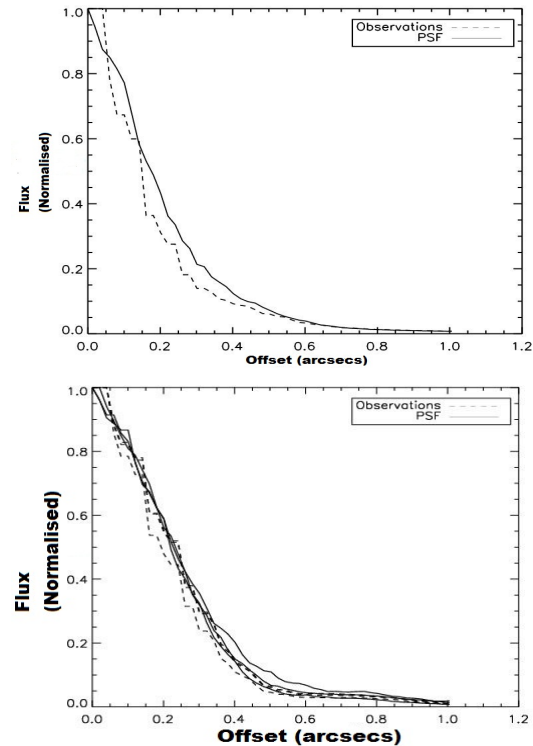 1.0
Observations
PSF
0.8
0.6
Flux
(Normalised)
0.4
0.2
0.0
0.0 0.2 0.4 0.6 0.8 1.0 1.2
Offset (arcsecs)
1.0
Observations
PSF
0.8
0.6
Flux
(Normalised)
0.4
0.2
0.0
0.0 0.2 0.4 0.6 0.8 1.0 1.2
Offset (arcsecs)